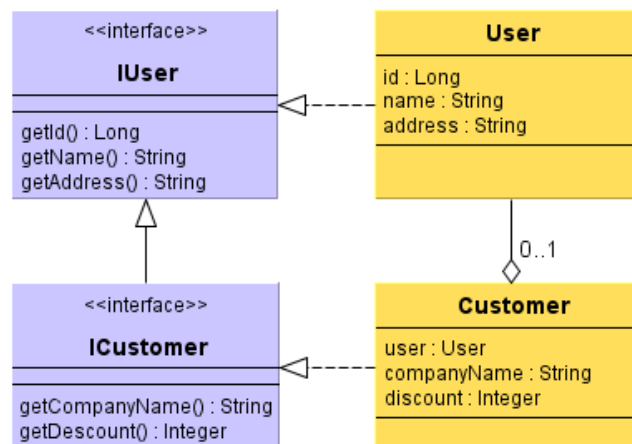 <<interface>>
IUser
getId() : Long
getName() : String
getAddress() : String
User
id : Long
name : String
address : String
0..1
<<interface>>
ICustomer
getCompanyName() : String
getDescount() : Integer
Customer
user : User
companyName : String
discount : Integer